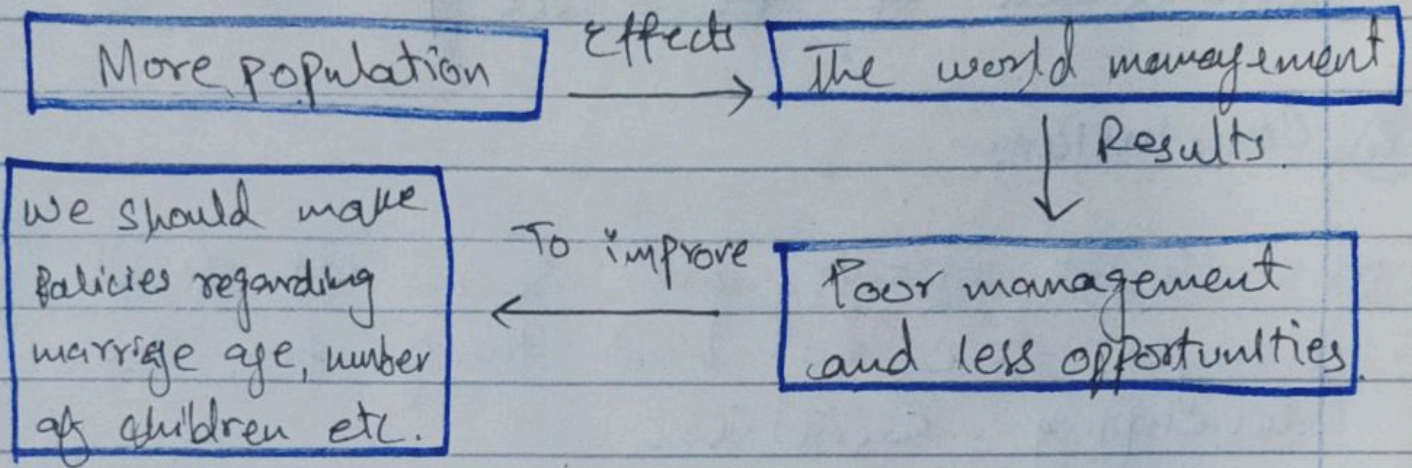 More population
Effects
The world management
Results.
Poor management
and less opportunities.
To improve
We should make
policies regarding
marrige age, number
of children etc.